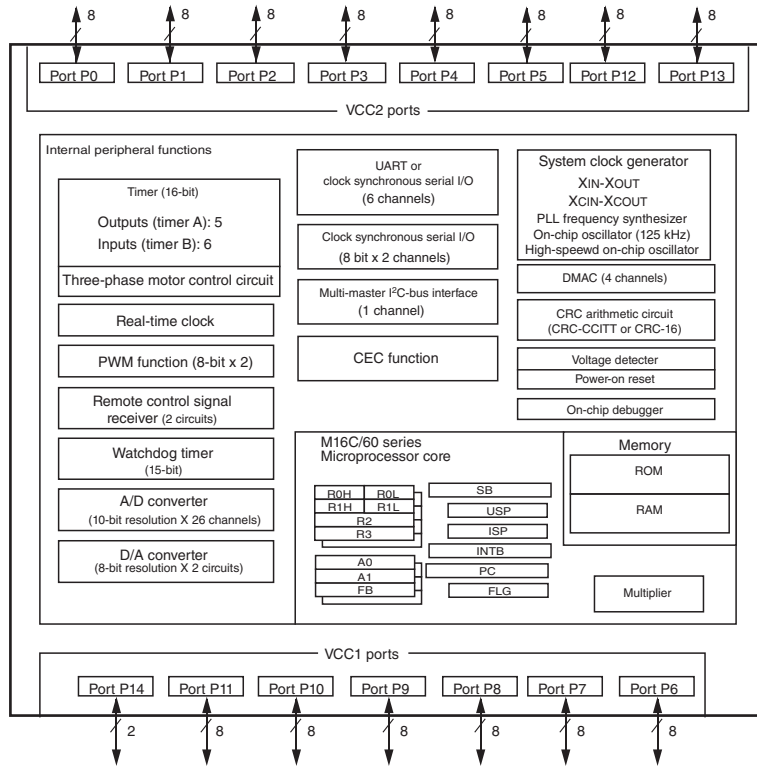 8 8 8 8 8 8 8 8
Port P0 Port P1 Port P2 Port P3 Port P4 Port P5 Port P12 Port P13
VCC2 ports
Internal peripheral functions
Timer (16-bit)
Outputs (timer A): 5
Inputs (timer B): 6
Three-phase motor control circuit
Real-time clock
PWM function (8-bit x 2)
Remote control signal
receiver (2 circuits)
Watchdog timer
(15-bit)
A/D converter
(10-bit resolution X 26 channels)
D/A converter
(8-bit resolution X 2 circuits)
UART or
clock synchronous serial I/O
(6 channels)
Clock synchronous serial I/O
(8 bit x 2 channels)
Multi-master I²C-bus interface
(1 channel)
CEC function
System clock generator
XIN-XOUT
XCIN-XCOUT
PLL frequency synthesizer
On-chip oscillator (125 kHz)
High-speewd on-chip oscillator
DMAC (4 channels)
CRC arithmetic circuit
(CRC-CCITT or CRC-16)
Voltage detecter
Power-on reset
On-chip debugger
M16C/60 series
Microprocessor core
R0H R0L
R1H R1L
R2
R3
A0
A1
FB
SB
USP
ISP
INTB
PC
FLG
Memory
ROM
RAM
Multiplier
VCC1 ports
Port P14 Port P11 Port P10 Port P9 Port P8 Port P7 Port P6
2 8 8 8 8 8 8